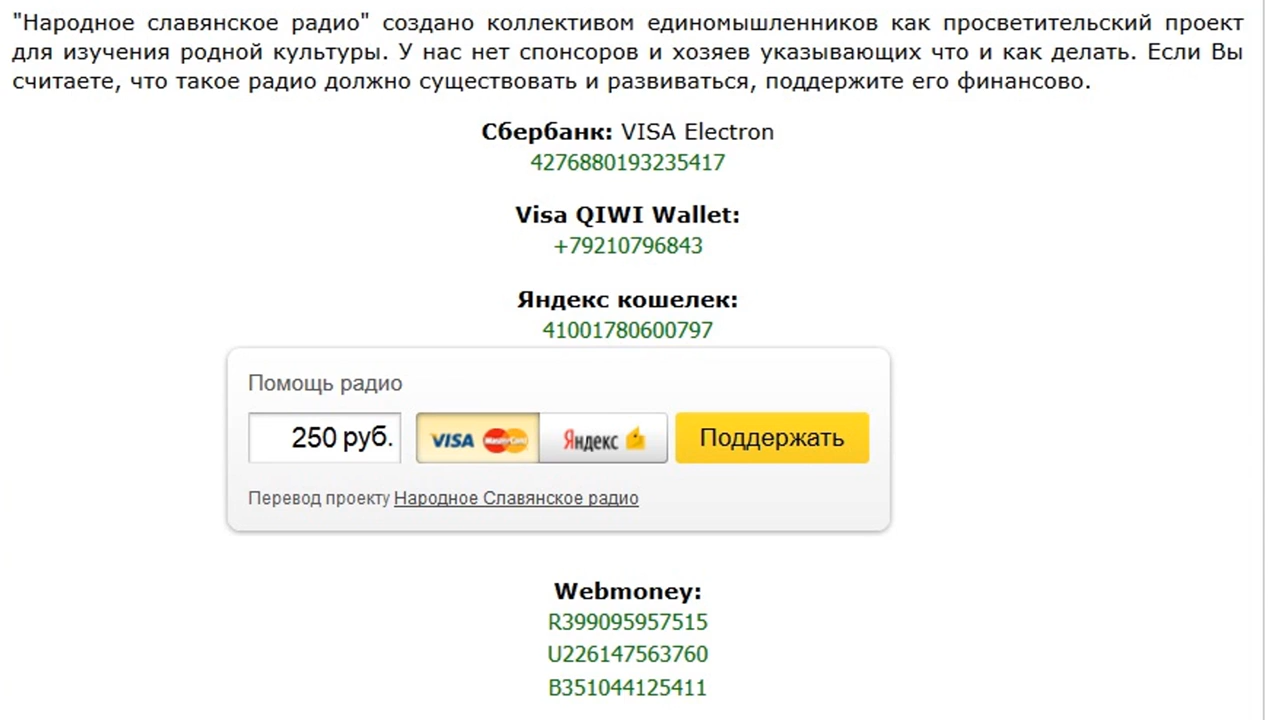 "Народное славянское радио" создано коллективом единомышленников как просветительский проект
для изучения родной культуры. У нас нет спонсоров и хозяев указывающих что и как делать. Если Вы
считаете, что такое радио должно существовать и развиваться, поддержите его финансово.
Сбербанк: VISA Electron
4276880193235417
Visa QIWI Wallet:
+79210796843
Яндекс кошелек:
41001780600797
Помощь радио
250 руб. VISA MasterCard Яндекс Поддержать
Перевод проекту Народное Славянское радио
Webmoney:
R399095957515
U226147563760
B351044125411